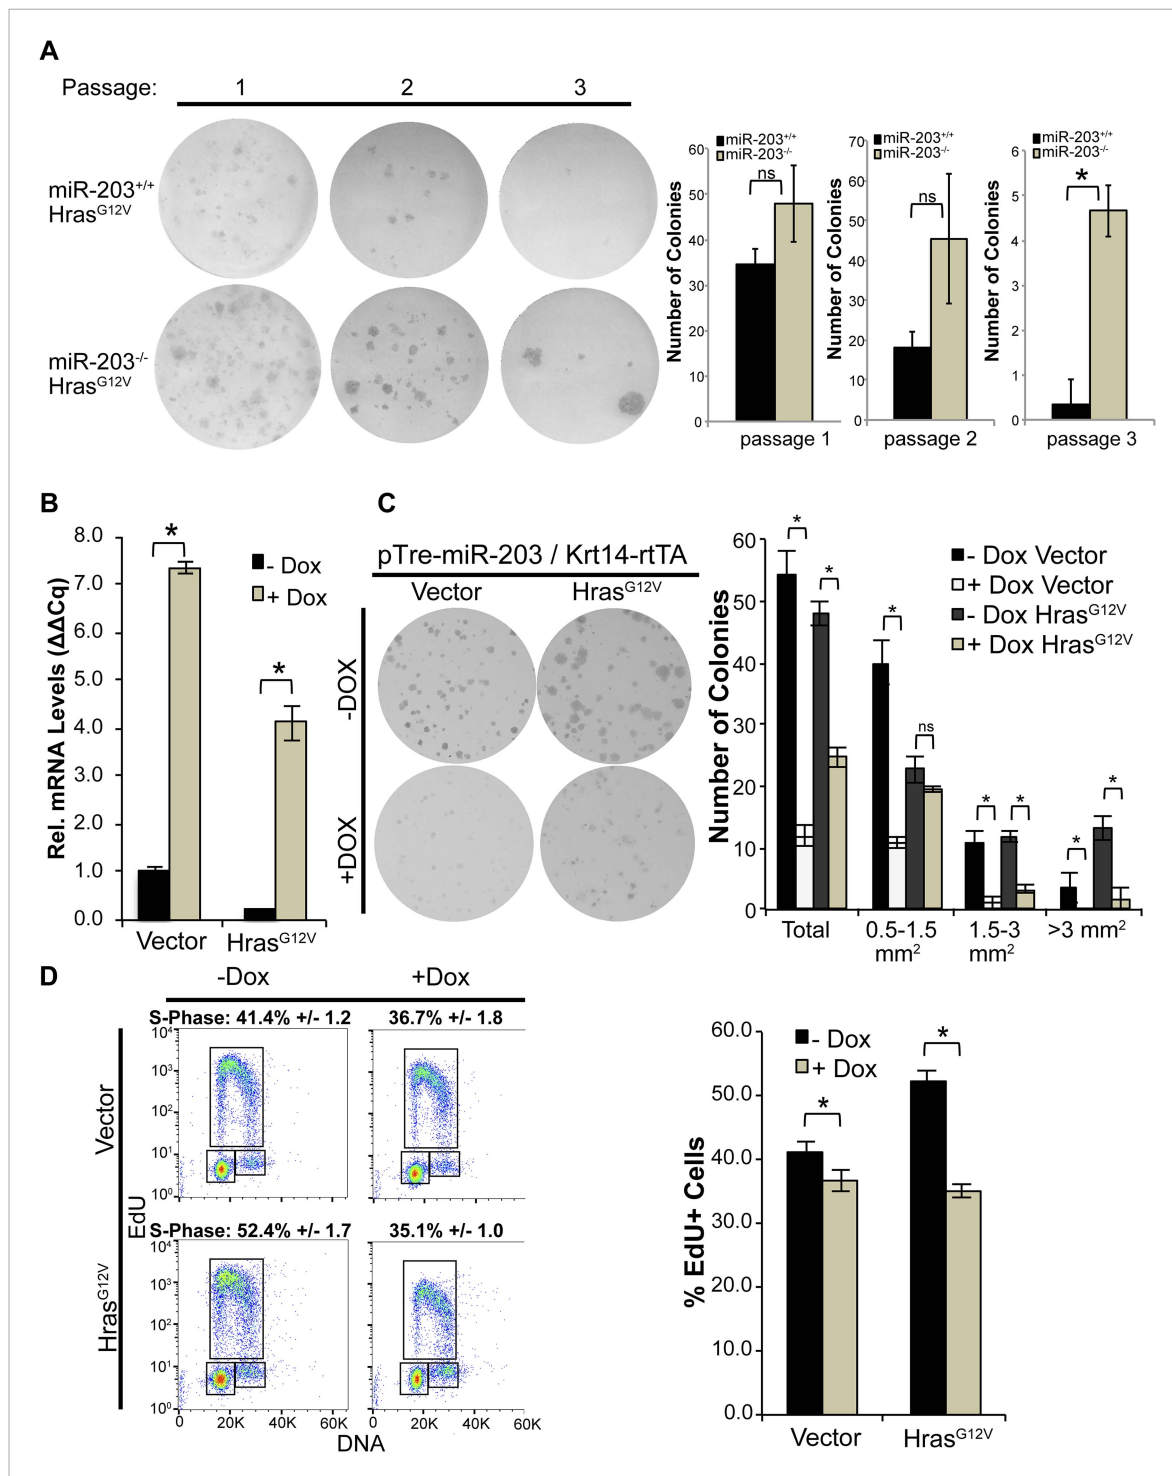 A
Passage: 1 2 3
miR-203+/+
HrasG12V
miR-203-/-
HrasG12V
miR-203+/+
miR-203-/-
ns
Number of Colonies
60
50
40
30
20
10
0
passage 1
miR-203+/+
miR-203-/-
ns
Number of Colonies
70
60
50
40
30
20
10
0
passage 2
miR-203+/+
miR-203-/-
*
Number of Colonies
6
5
4
3
2
1
0
passage 3
B
Rel. mRNA Levels (ΔΔCq)
8.0
7.0
6.0
5.0
4.0
3.0
2.0
1.0
0.0
*
*
- Dox
+ Dox
Vector HrasG12V
C
pTre-miR-203 / Krt14-rtTA
Vector HrasG12V
-DOX
+DOX
Number of Colonies
60
50
40
30
20
10
0
* * * ns * * * *
- Dox Vector
+ Dox Vector
- Dox HrasG12V
+ Dox HrasG12V
Total 0.5-1.5 1.5-3 >3 mm2
mm2 mm2
D
-Dox +Dox
S-Phase: 41.4% +/- 1.2 36.7% +/- 1.8
Vector
104
103
102
101
100
EdU
0 20K 40K 60K 0 20K 40K 60K
S-Phase: 52.4% +/- 1.7 35.1% +/- 1.0
HrasG12V
104
103
102
101
100
0 20K 40K 60K 0 20K 40K 60K
DNA
% EdU+ Cells
60.0
50.0
40.0
30.0
20.0
10.0
0.0
- Dox
+ Dox
*
*
Vector HrasG12V